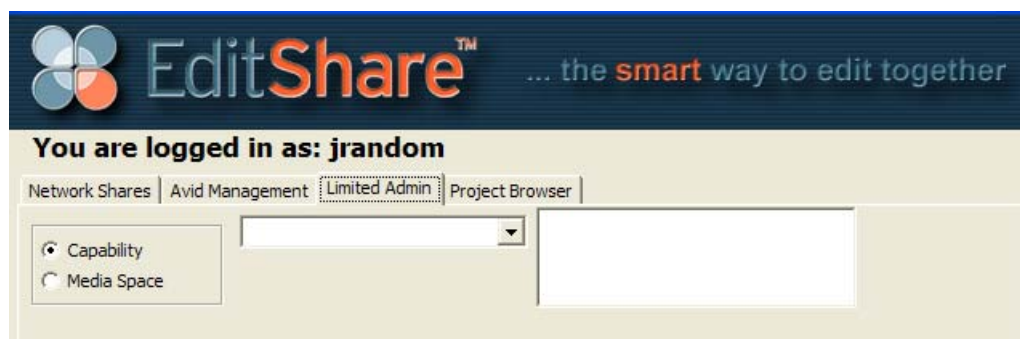 EditShare™ ... the smart way to edit together
You are logged in as: jrandom
Network Shares Avid Management Limited Admin Project Browser
Capability
Media Space